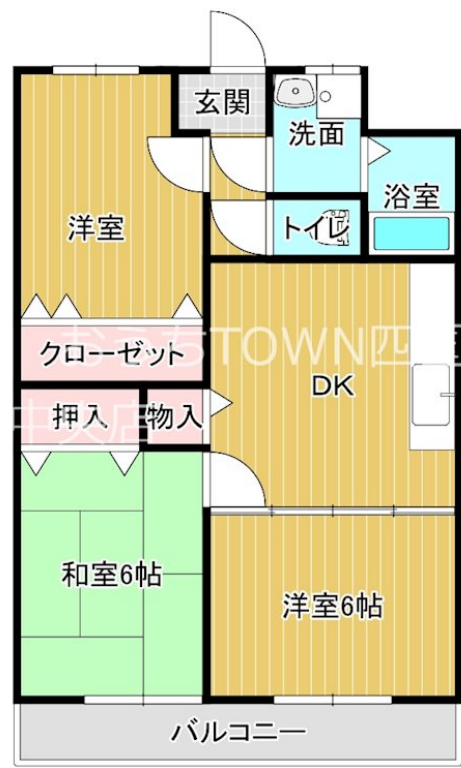 玄関
洗面
浴室
洋室
トイレ
おうちTOWN四国
クローゼット
DK
押入
物入
中央店
和室6帖
洋室6帖
バルコニー